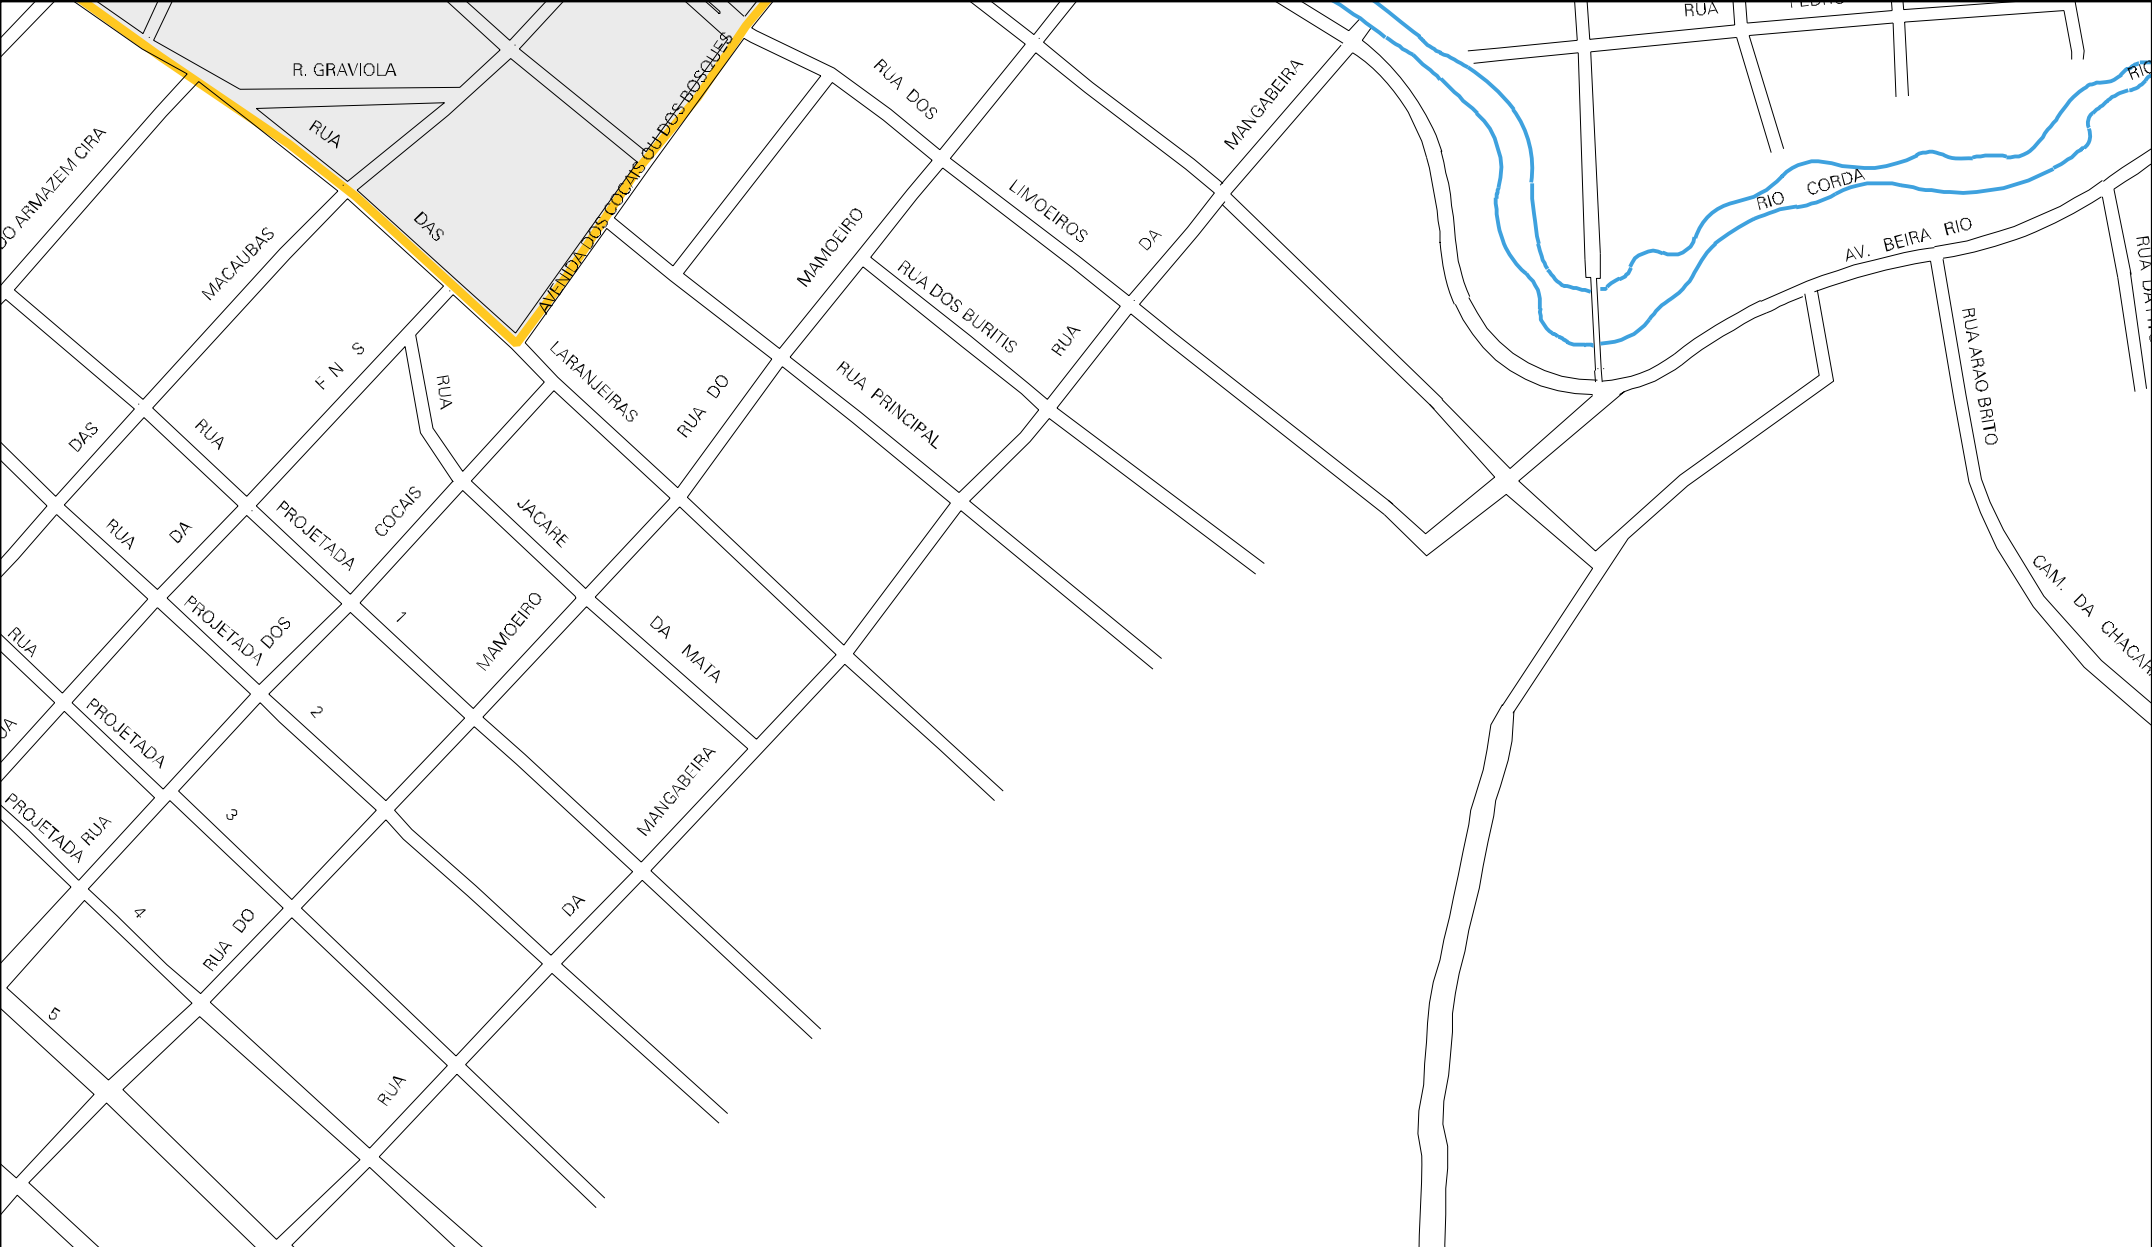 RUA
R. GRAVIOLA
RUA
DAS
LARANJEIRAS
AVENIDA DOS COCAIS OU DOS BOSQUES
DO ARMAZEM CIRA
RUA DOS
LIMOEIROS
RUA
DA
MANGABEIRA
RIO CORDA
RIO
AV. BEIRA RIO
RUA ARAO BRITO
CAM. DA CHACARA
RUA DOS BURITIS
RUA PRINCIPAL
RUA DO
MAMOEIRO
DAS
MACAUBAS
F N S
RUA
RUA
JACARE
DA MATA
RUA
DA
PROJETADA
1
RUA
DOS
COCAIS
PROJETADA
2
RUA
PROJETADA
3
PROJETADA
4
5
RUA DO
MAMOEIRO
RUA
DA
MANGABEIRA